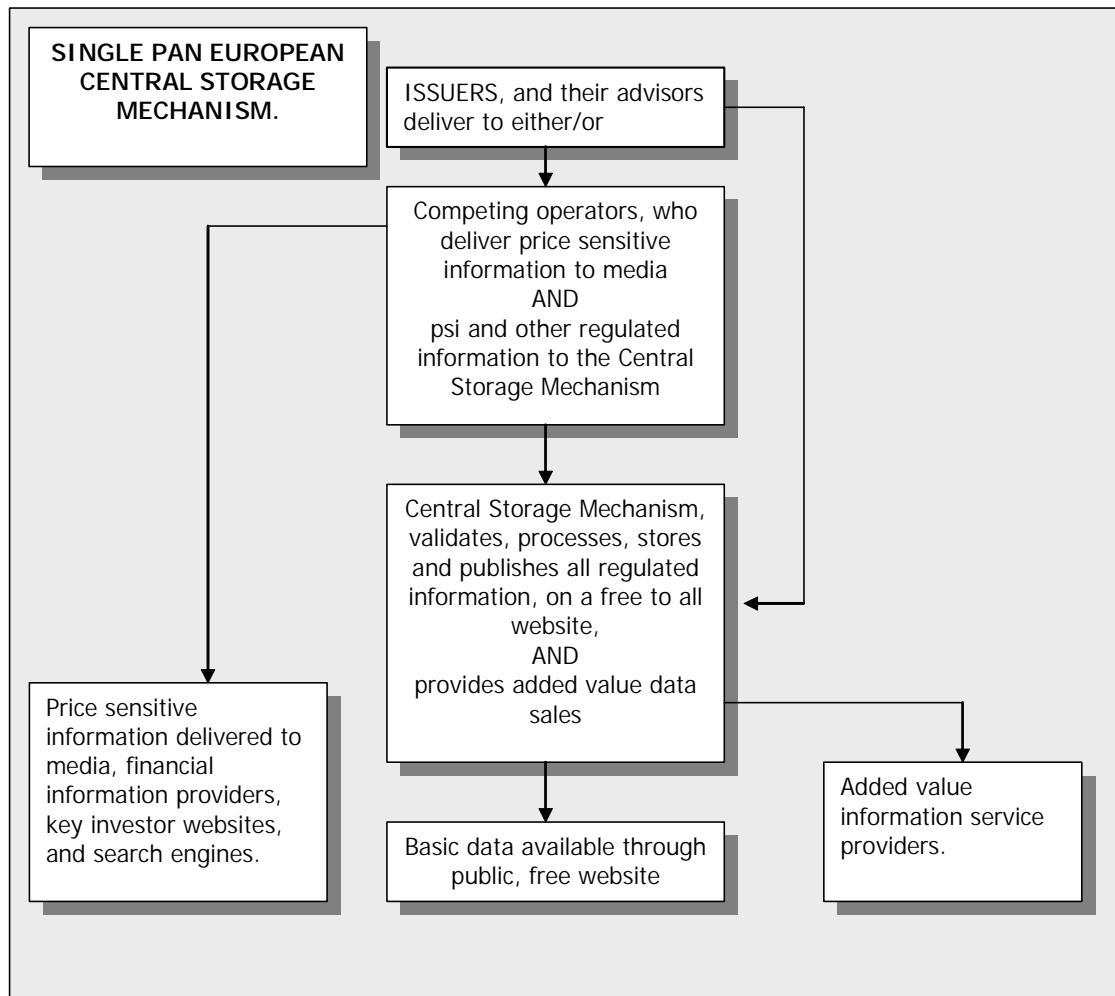 SINGLE PAN EUROPEAN
CENTRAL STORAGE
MECHANISM.
ISSUERS, and their advisors
deliver to either/or
Competing operators, who
deliver price sensitive
information to media
AND
psi and other regulated
information to the Central
Storage Mechanism
Central Storage Mechanism,
validates, processes, stores
and publishes all regulated
information, on a free to all
website,
AND
provides added value data
sales
Price sensitive
information delivered to
media, financial
information providers,
key investor websites,
and search engines.
Basic data available through
public, free website
Added value
information service
providers.